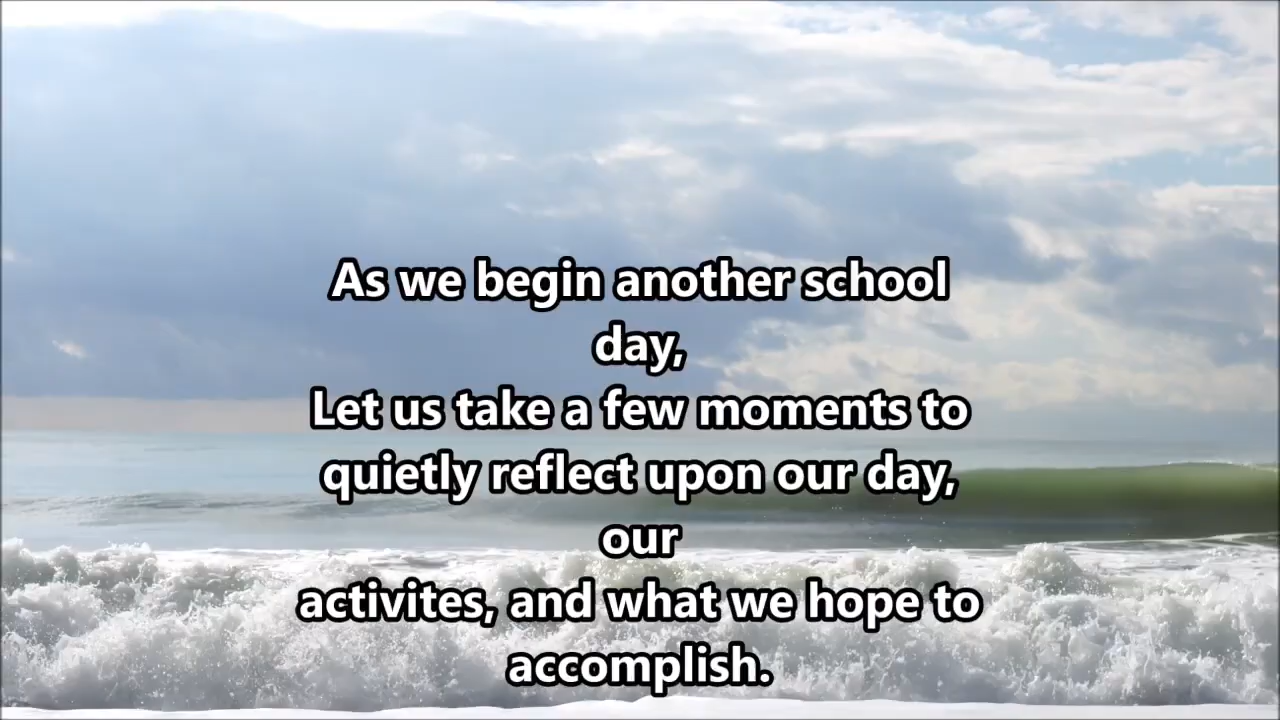 As we begin another school
day,
Let us take a few moments to
quietly reflect upon our day,
our
activites, and what we hope to
accomplish.